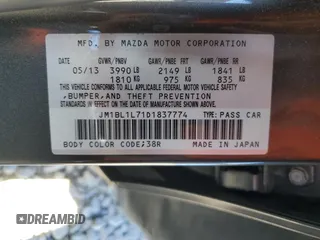 MFD. BY MAZDA MOTOR CORPORATION
GVWR/PNBV GAWR/PNBE FR GAWR/PNBE RR
05/13 3990 LB 2149 LB 1841 LB
1810 KG 975 KG 835 KG
THIS VEHICLE CONFORMS TO ALL APPLICABLE FEDERAL MOTOR VEHICLE SAFETY,
BUMPER, AND THEFT PREVENTION
STANDARDS IN EFFECT ON THE DATE OF MANUFACTURE SHOWN ABOVE.
JM1BL1L71D1837774 TYPE:PASS CAR
BODY COLOR CODE:38R MADE IN JAPAN
DREAMBID